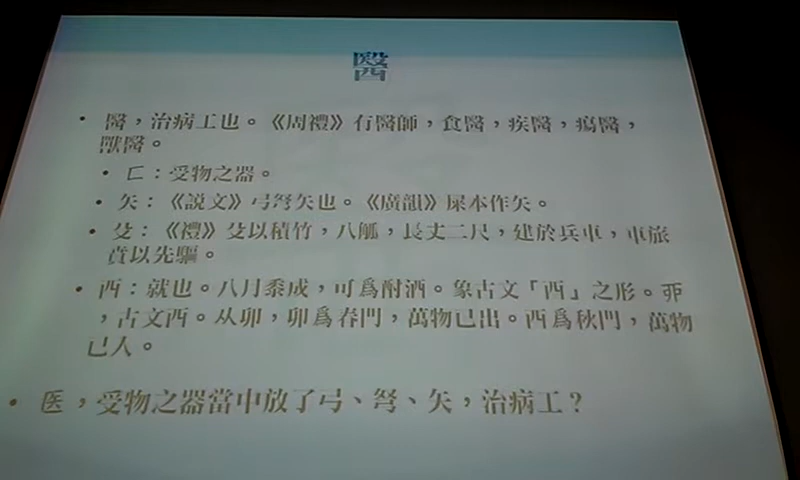 醫
• 醫，治病工也。《周禮》有醫師，食醫，疾醫，瘍醫，
獸醫。
• 匚：受物之器。
• 矢：《説文》弓弩矢也。《廣韻》屎本作矢。
• 殳：《禮》殳以積竹，八觚，長丈二尺，建於兵車，車旅
賁以先驅。
• 酉：就也。八月黍成，可爲酎酒。象古文「酉」之形。丣
，古文酉。从卯，卯爲春門，萬物已出。酉爲秋門，萬物
已入。
• 医，受物之器當中放了弓、弩、矢，治病工？